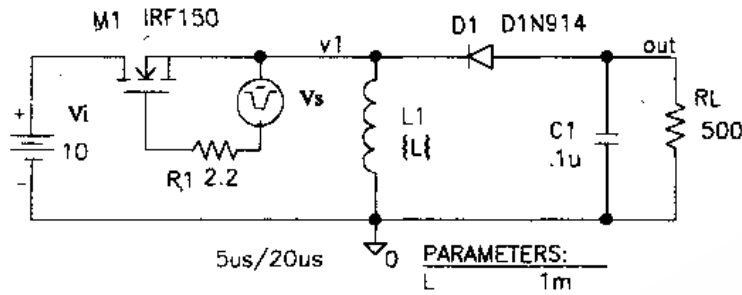 M1 IRF150
v1
D1 D1N914
out
+
Vi
10
-
Vs
R1 2.2
L1
{L}
C1
.1u
RL
500
5us/20us
0
PARAMETERS:
L 1m